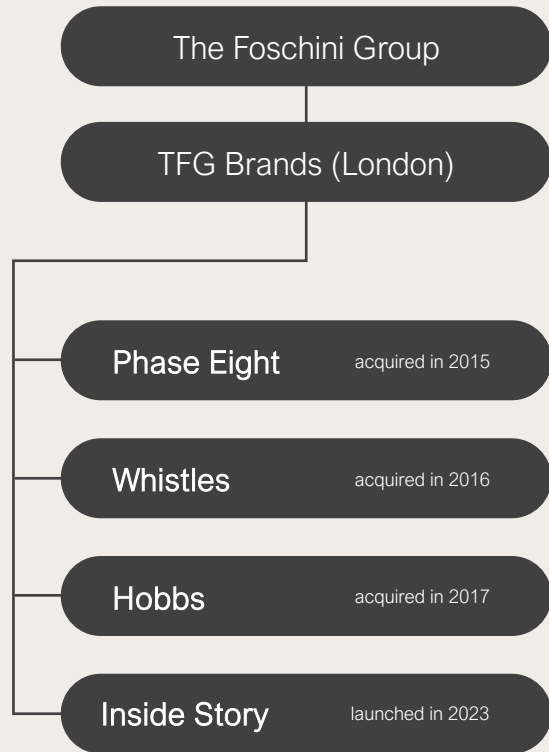 The Foschini Group
TFG Brands (London)
Phase Eight acquired in 2015
Whistles acquired in 2016
Hobbs acquired in 2017
Inside Story launched in 2023